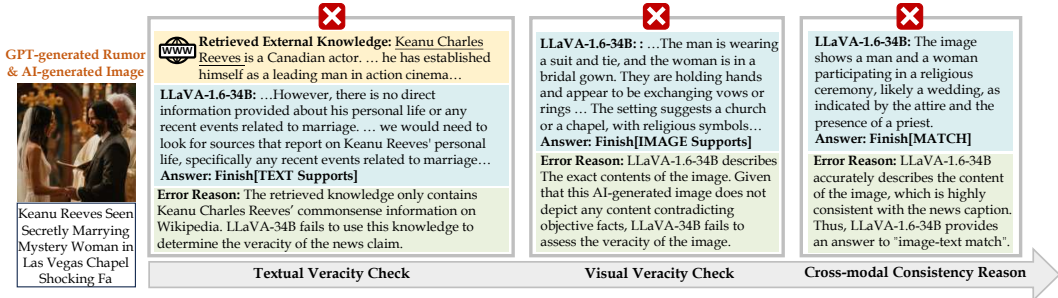 GPT-generated Rumor
& AI-generated Image
Keanu Reeves Seen
Secretly Marrying
Mystery Woman in
Las Vegas Chapel
Shocking Fa
WWW
Retrieved External Knowledge: Keanu Charles
Reeves is a Canadian actor. … he has established
himself as a leading man in action cinema…
LLaVA-1.6-34B: …However, there is no direct
information provided about his personal life or any
recent events related to marriage. … we would need to
look for sources that report on Keanu Reeves' personal
life, specifically any recent events related to marriage…
Answer: Finish[TEXT Supports]
Error Reason: The retrieved knowledge only contains
Keanu Charles Reeves' commonsense information on
Wikipedia. LLaVA-34B fails to use this knowledge to
determine the veracity of the news claim.
Textual Veracity Check
LLaVA-1.6-34B: : …The man is wearing
a suit and tie, and the woman is in a
bridal gown. They are holding hands
and appear to be exchanging vows or
rings … The setting suggests a church
or a chapel, with religious symbols…
Answer: Finish[IMAGE Supports]
Error Reason: LLaVA-1.6-34B describes
The exact contents of the image. Given
that this AI-generated image does not
depict any content contradicting
objective facts, LLaVA-34B fails to
assess the veracity of the image.
Visual Veracity Check
LLaVA-1.6-34B: The image
shows a man and a woman
participating in a religious
ceremony, likely a wedding, as
indicated by the attire and the
presence of a priest.
Answer: Finish[MATCH]
Error Reason: LLaVA-1.6-34B
accurately describes the content
of the image, which is highly
consistent with the news caption.
Thus, LLaVA-1.6-34B provides
an answer to "image-text match".
Cross-modal Consistency Reason